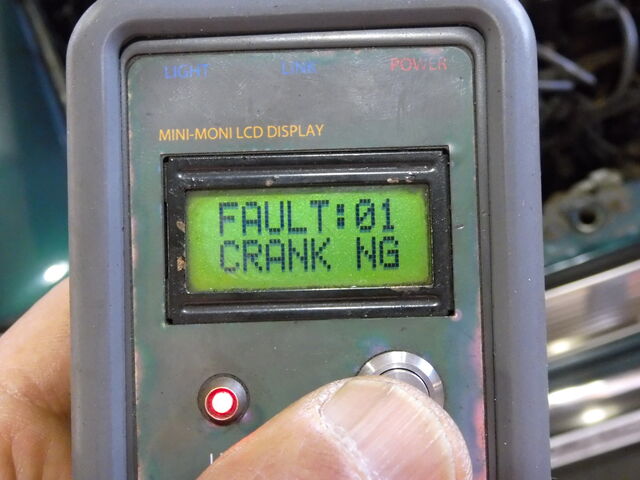 LIGHT LINK POWER
MINI-MONI LCD DISPLAY
FAULT:01
CRANK NG